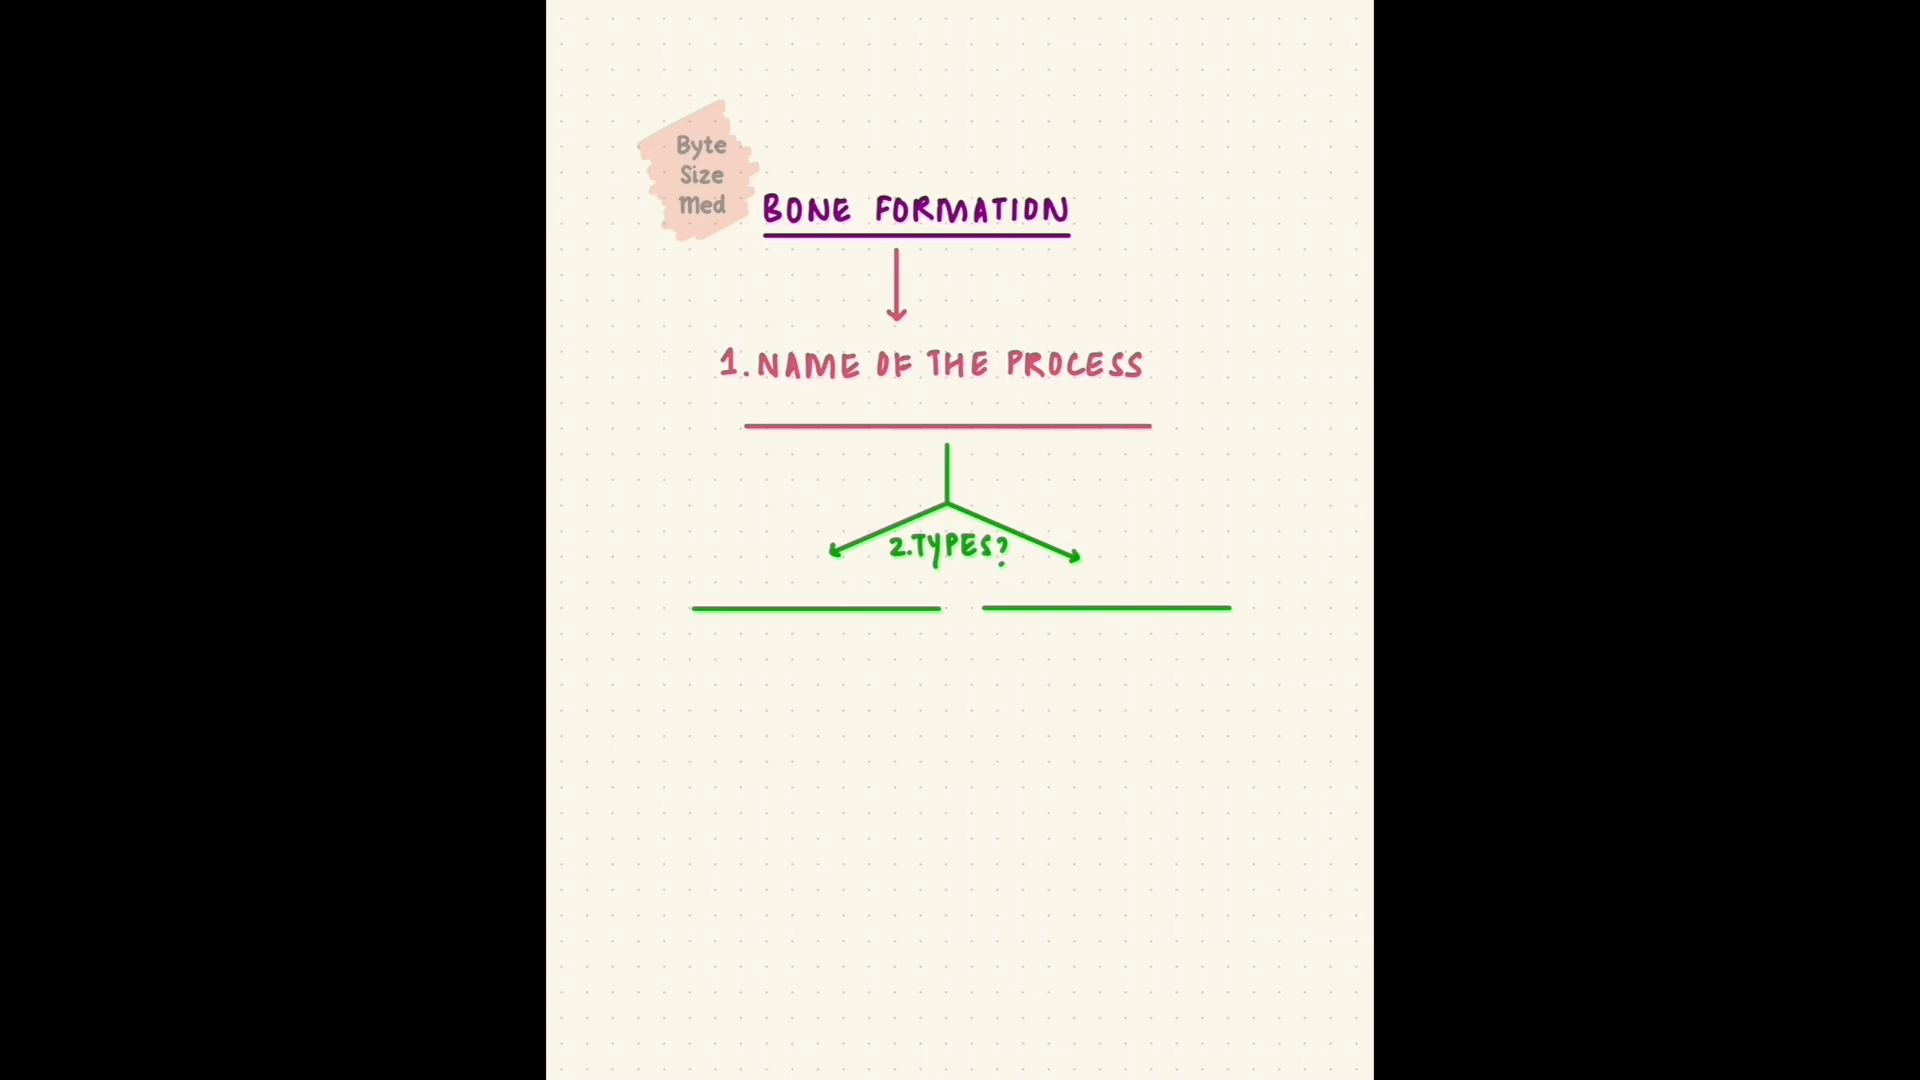 Byte
Size
Med
BONE FORMATION
1. NAME OF THE PROCESS
2. TYPES?